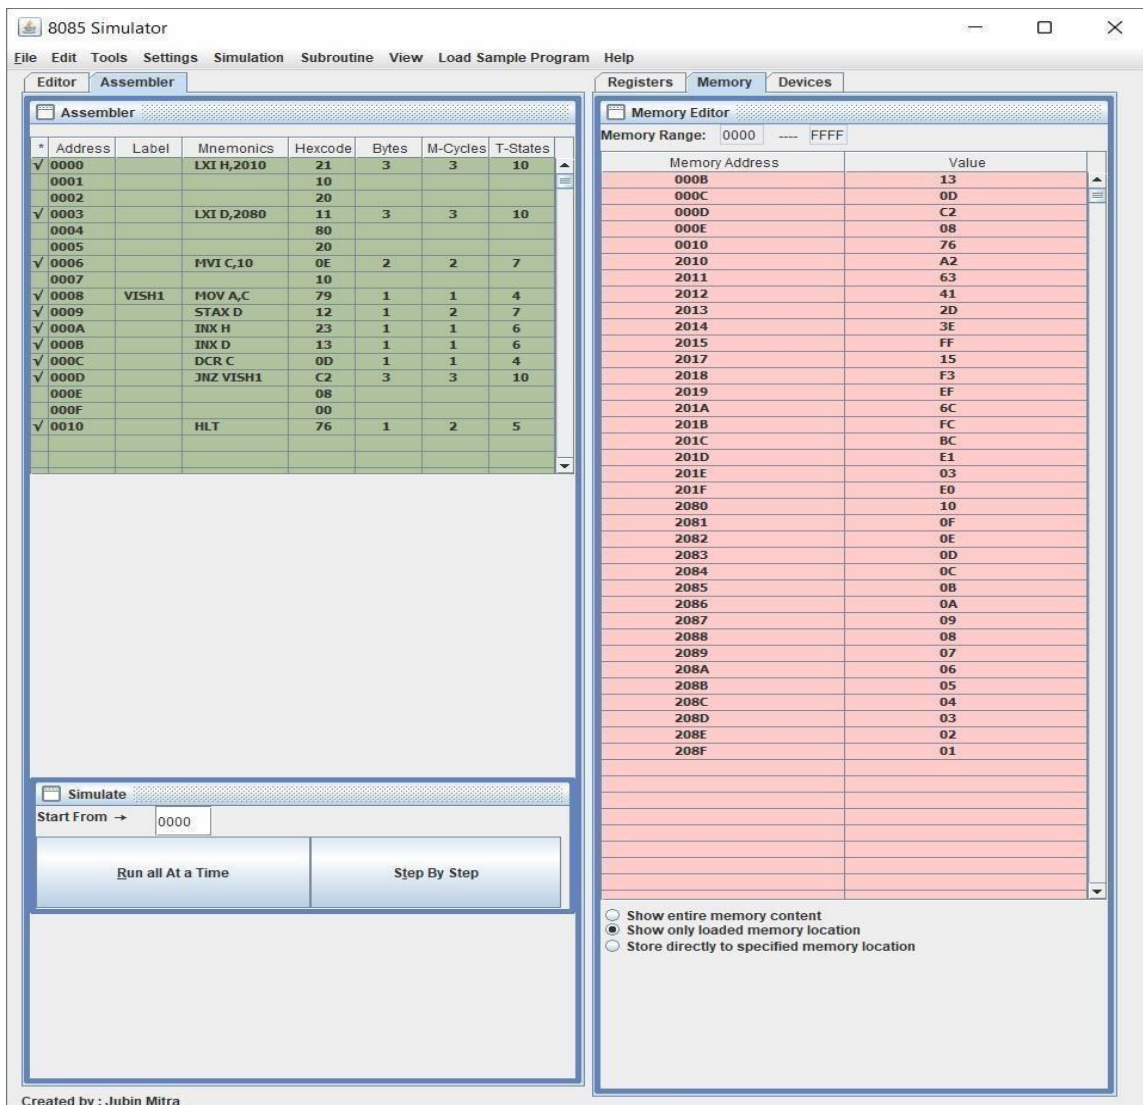 8085 Simulator
File Edit Tools Settings Simulation Subroutine View Load Sample Program Help
Editor Assembler
Assembler
* Address Label Mnemonics Hexcode Bytes M-Cycles T-States
√ 0000 LXI H,2010 21 3 3 10
0001 10
0002 20
√ 0003 LXI D,2080 11 3 3 10
0004 80
0005 20
√ 0006 MVI C,10 0E 2 2 7
0007 10
√ 0008 VISH1 MOV A,C 79 1 1 4
√ 0009 STAX D 12 1 2 7
√ 000A INX H 23 1 1 6
√ 000B INX D 13 1 1 6
√ 000C DCR C 0D 1 1 4
√ 000D JNZ VISH1 C2 3 3 10
000E 08
000F 00
√ 0010 HLT 76 1 2 5
Simulate
Start From → 0000
Run all At a Time Step By Step
Registers Memory Devices
Memory Editor
Memory Range: 0000 ---- FFFF
Memory Address Value
000B 13
000C 0D
000D C2
000E 08
0010 76
2010 A2
2011 63
2012 41
2013 2D
2014 3E
2015 FF
2017 15
2018 F3
2019 EF
201A 6C
201B FC
201C BC
201D E1
201E 03
201F E0
2080 10
2081 0F
2082 0E
2083 0D
2084 0C
2085 0B
2086 0A
2087 09
2088 08
2089 07
208A 06
208B 05
208C 04
208D 03
208E 02
208F 01
Show entire memory content
Show only loaded memory location
Store directly to specified memory location
Created by : Jubin Mitra